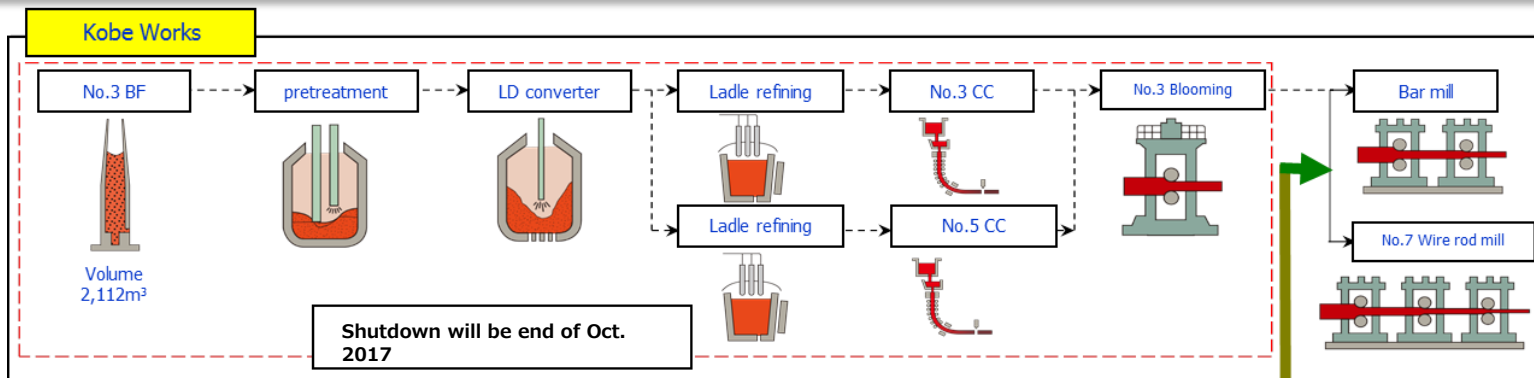 Kobe Works
No.3 BF
pretreatment
LD converter
Ladle refining
No.3 CC
No.3 Blooming
Bar mill
Ladle refining
No.5 CC
No.7 Wire rod mill
Volume
2,112m³
Shutdown will be end of Oct.
2017